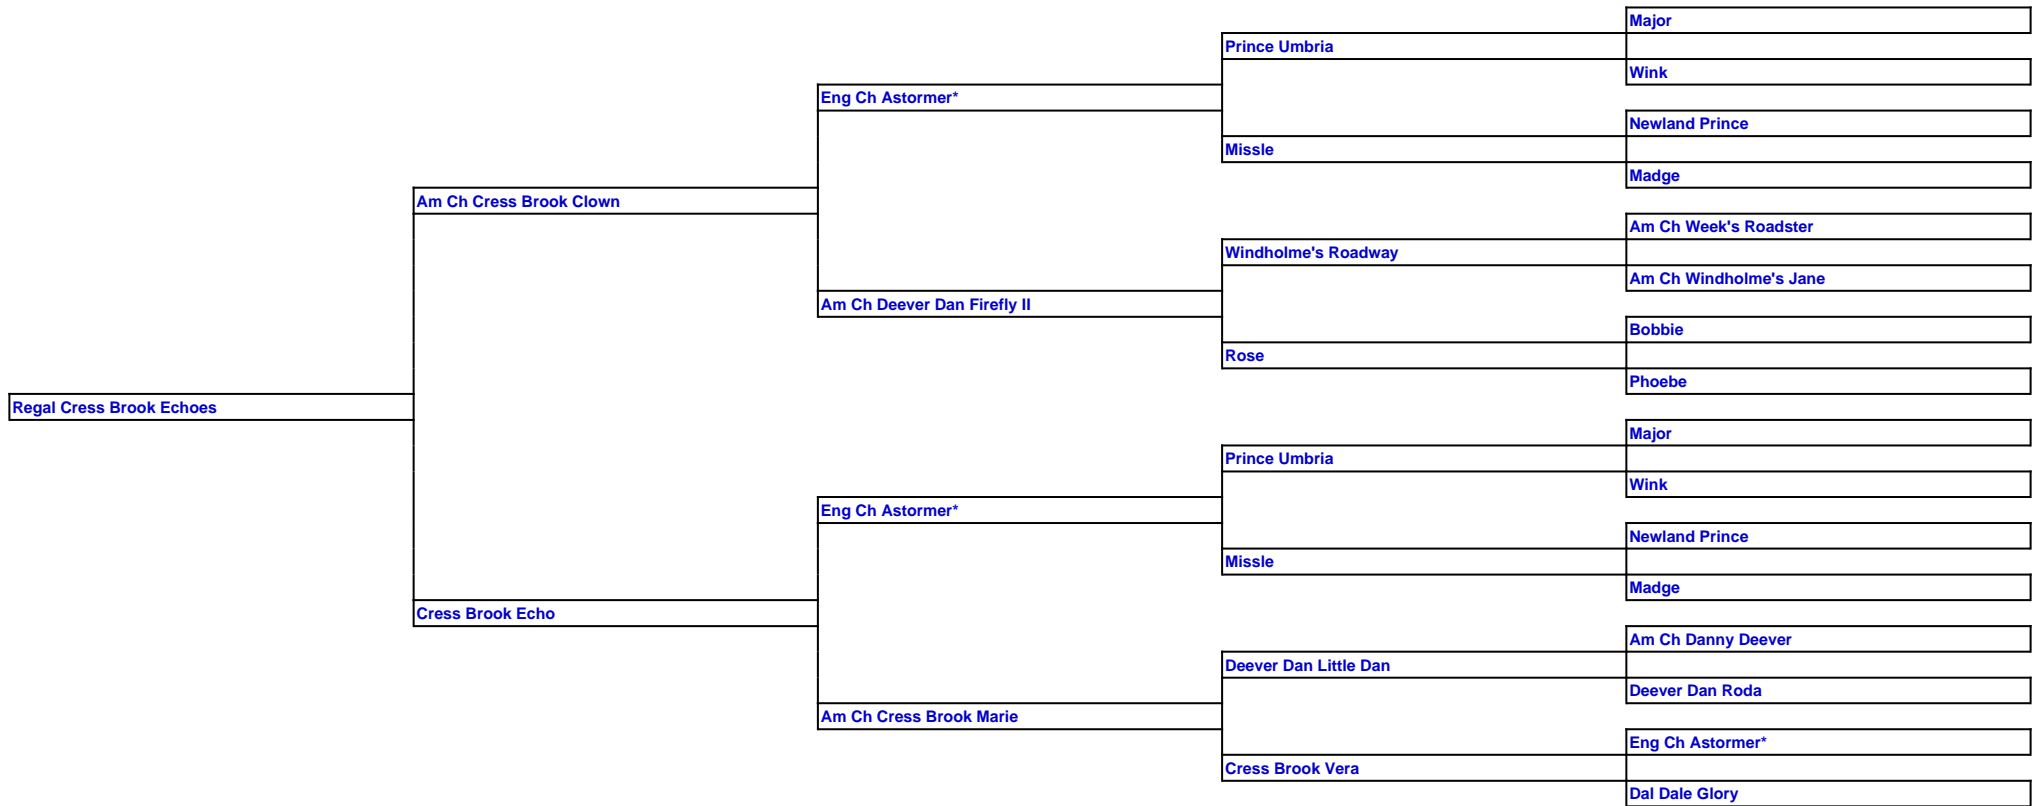 Major
Prince Umbria
Wink
Eng Ch Astormer*
Newland Prince
Missle
Madge
Am Ch Cress Brook Clown
Am Ch Week's Roadster
Windholme's Roadway
Am Ch Windholme's Jane
Am Ch Deever Dan Firefly II
Bobbie
Rose
Phoebe
Regal Cress Brook Echoes
Major
Prince Umbria
Wink
Eng Ch Astormer*
Newland Prince
Missle
Madge
Cress Brook Echo
Am Ch Danny Deever
Deever Dan Little Dan
Deever Dan Roda
Am Ch Cress Brook Marie
Eng Ch Astormer*
Cress Brook Vera
Dal Dale Glory